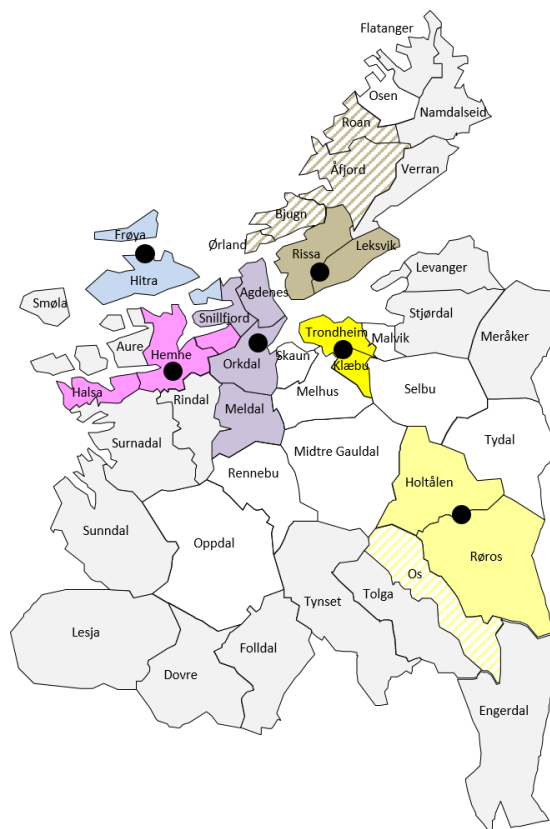 Flatanger
Osen
Namdalseid
Roan
Åfjord
Verran
Bjugn
Frøya
Ørland
Rissa
Leksvik
Levanger
Hitra
Agdenes
Smøla
Snillfjord
Stjørdal
Meråker
Trondheim
Malvik
Aure
Hemne
Orkdal
Skaun
Klæbu
Halsa
Rindal
Melhus
Selbu
Meldal
Surnadal
Tydal
Midtre Gauldal
Rennebu
Holtålen
Sunndal
Oppdal
Røros
Os
Tynset
Tolga
Lesja
Folldal
Dovre
Engerdal